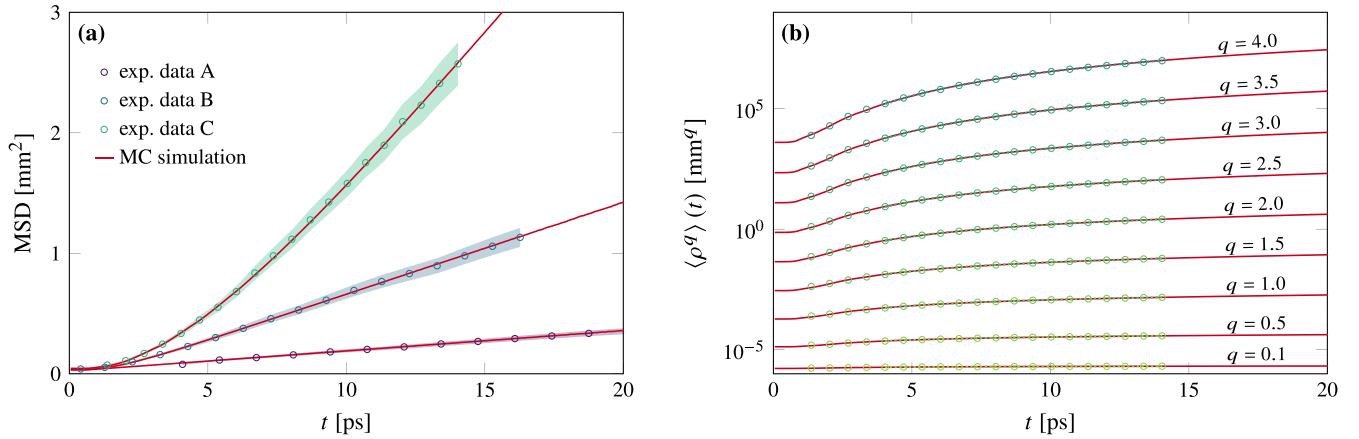 (a)
3
2
1
0
MSD [mm²]
exp. data A
exp. data B
exp. data C
MC simulation
0
5
10
15
20
t [ps]
(b)
10⁵
10⁰
10⁻⁵
⟨ρ^q⟩ (t) [mm^q]
q = 4.0
q = 3.5
q = 3.0
q = 2.5
q = 2.0
q = 1.5
q = 1.0
q = 0.5
q = 0.1
0
5
10
15
20
t [ps]